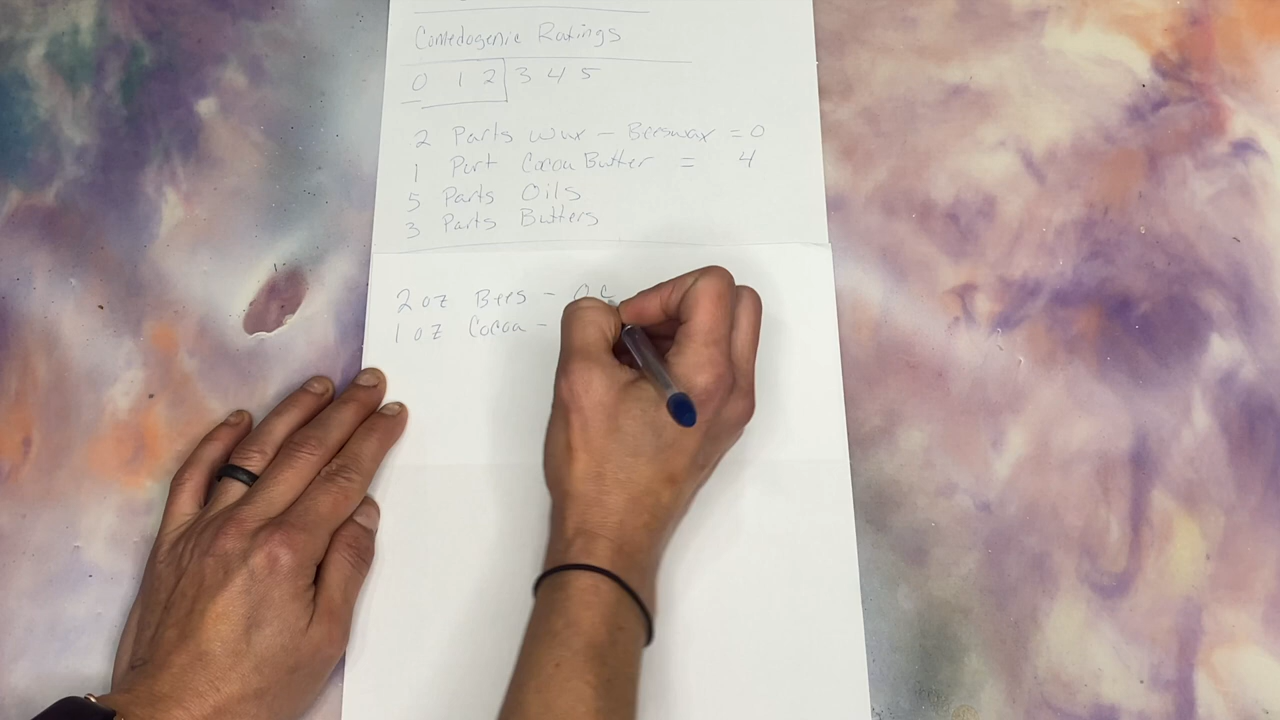 Comedogenic Ratings
0 1 2 3 4 5
2 Parts wax - Beeswax = 0
1 Part Cocoa Butter = 4
5 Parts Oils
3 Parts Butters
2 oz Bees - 0
1 oz Cocoa -